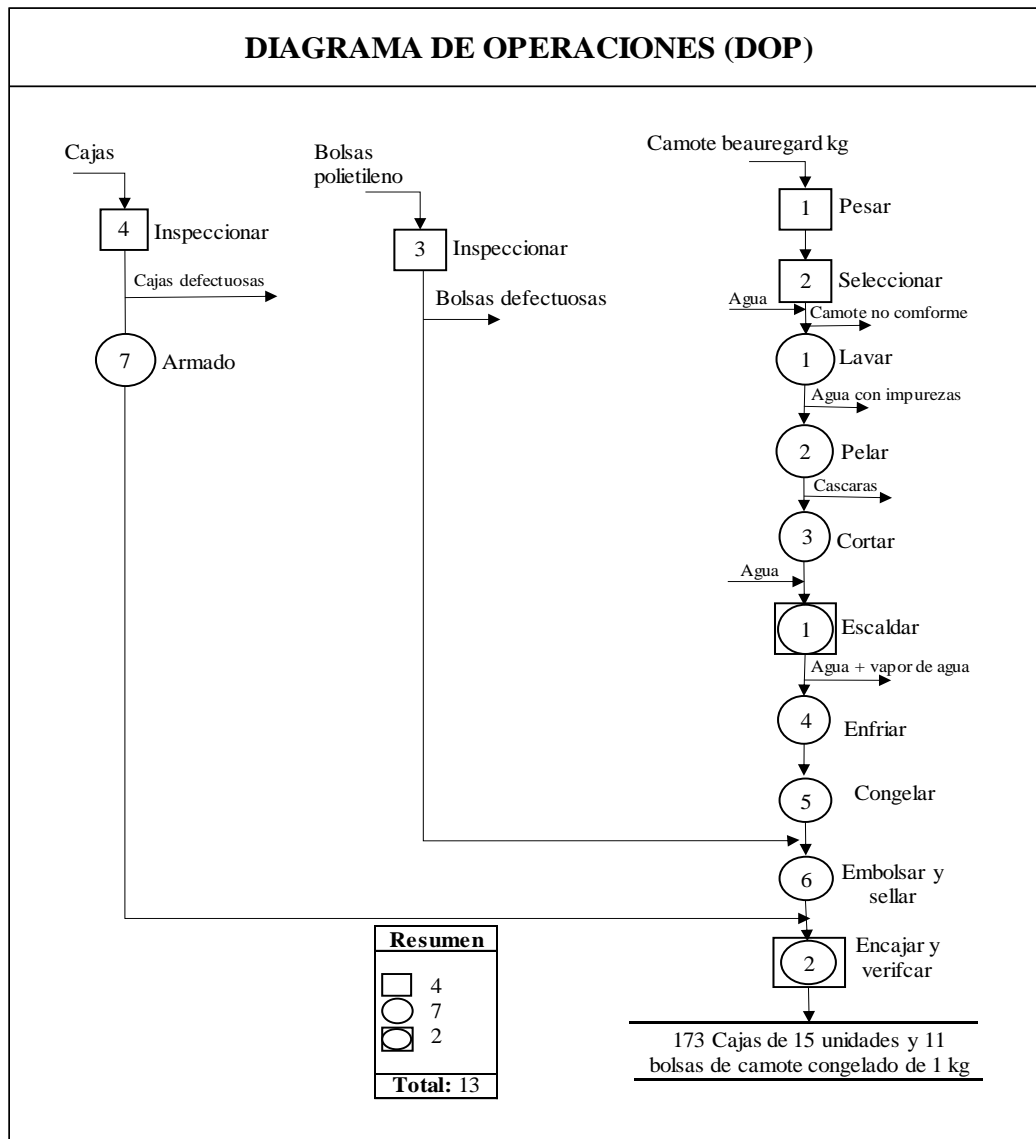 DIAGRAMA DE OPERACIONES (DOP)
Cajas
4
Inspeccionar
Cajas defectuosas
7
Armado
Bolsas
polietileno
3
Inspeccionar
Bolsas defectuosas
Camote beauregard kg
1
Pesar
2
Seleccionar
Agua
Camote no comforme
1
Lavar
Agua con impurezas
2
Pelar
Cascaras
3
Cortar
Agua
1
Escaldar
Agua + vapor de agua
4
Enfriar
5
Congelar
6
Embolsar y
sellar
2
Encajar y
verifcar
173 Cajas de 15 unidades y 11
bolsas de camote congelado de 1 kg
Resumen
4
7
2
Total: 13